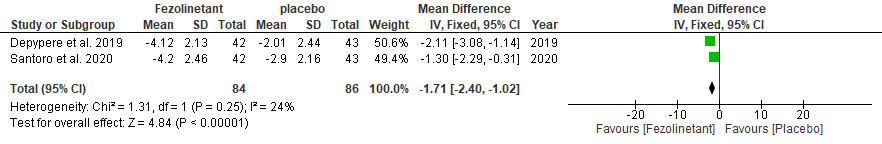 Fezolinetant placebo Mean Difference Mean Difference
Study or Subgroup Mean SD Total Mean SD Total Weight IV, Fixed, 95% CI Year IV, Fixed, 95% CI
Depypere et al. 2019 -4.12 2.13 42 -2.01 2.44 43 50.6% -2.11 [-3.08, -1.14] 2019
Santoro et al. 2020 -4.2 2.46 42 -2.9 2.16 43 49.4% -1.30 [-2.29, -0.31] 2020
Total (95% CI) 84 86 100.0% -1.71 [-2.40, -1.02]
Heterogeneity: Chi² = 1.31, df = 1 (P = 0.25); I² = 24%
Test for overall effect: Z = 4.84 (P < 0.00001)
-20 -10 0 10 20
Favours [Fezolinetant] Favours [Placebo]